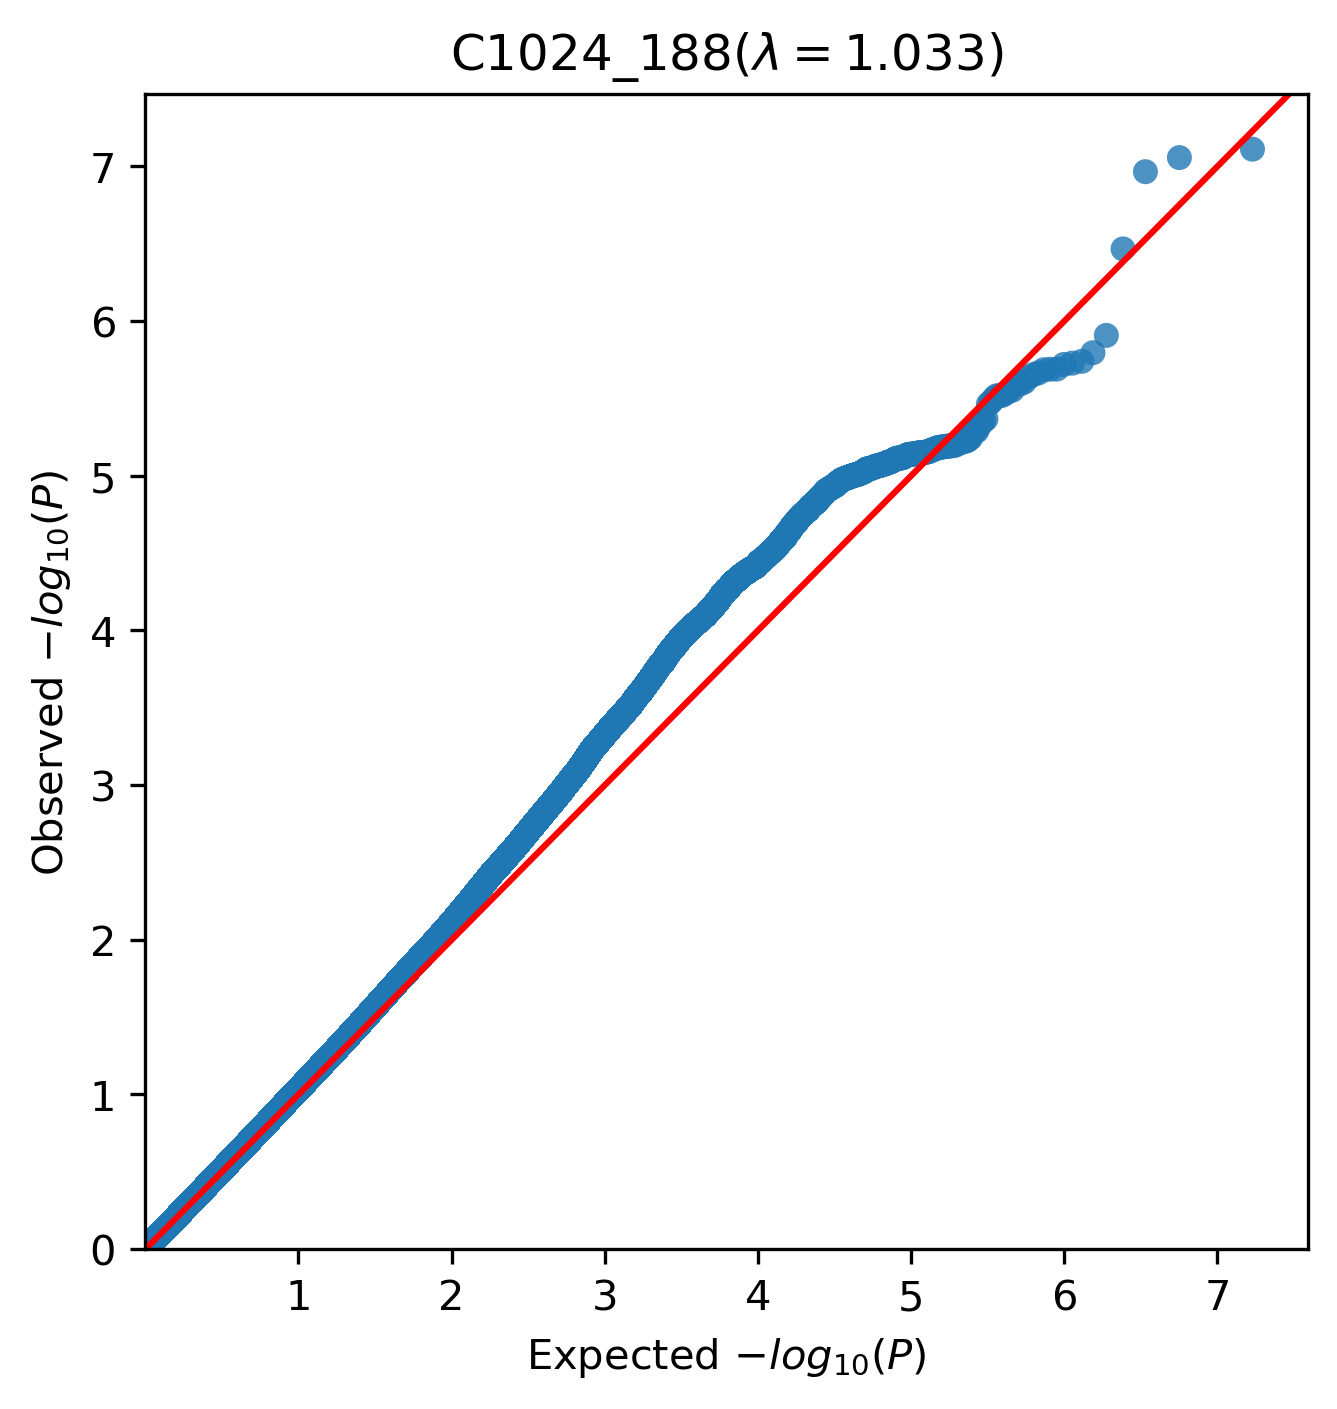 C1024_188(λ = 1.033)
Observed −log₁₀(P)
7
6
5
4
3
2
1
0
1 2 3 4 5 6 7
Expected −log₁₀(P)